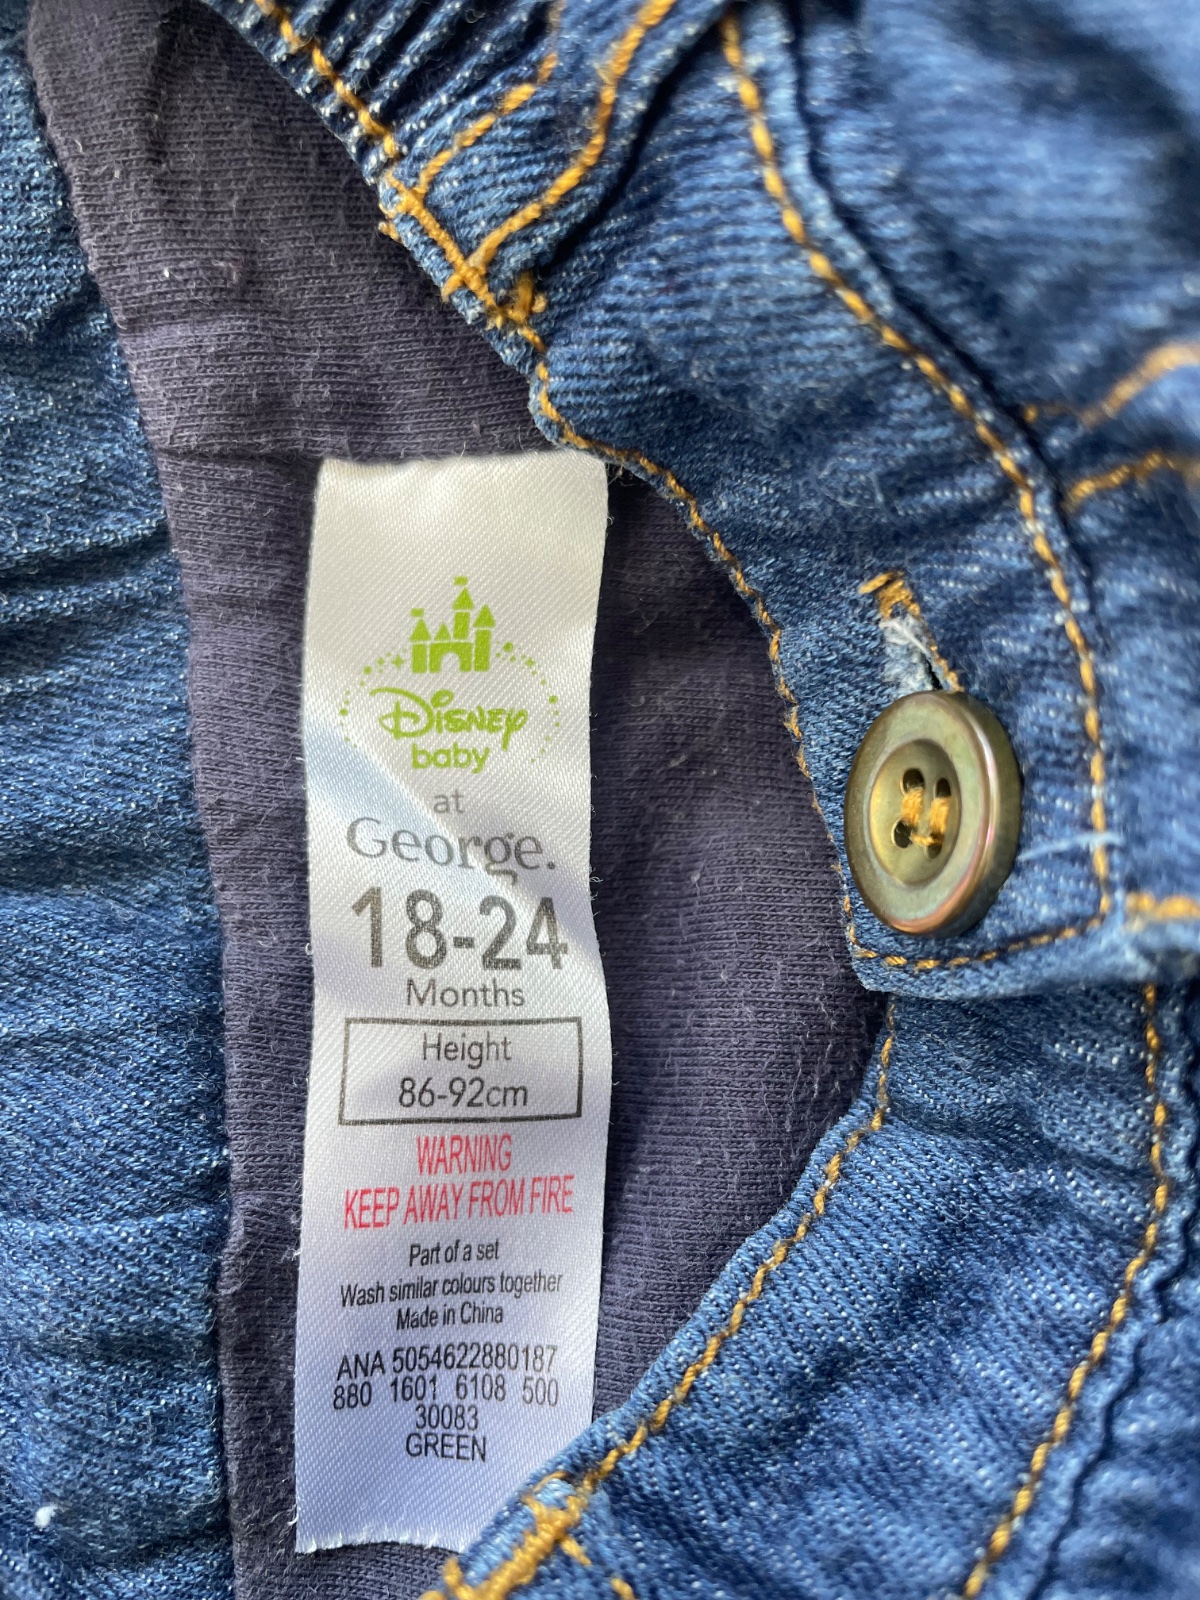 Disney
baby
at
George.
18-24
Months
Height
86-92cm
WARNING
KEEP AWAY FROM FIRE
Part of a set
Wash similar colours together
Made in China
ANA 5054622880187
880 1601 6108 500
30083
GREEN